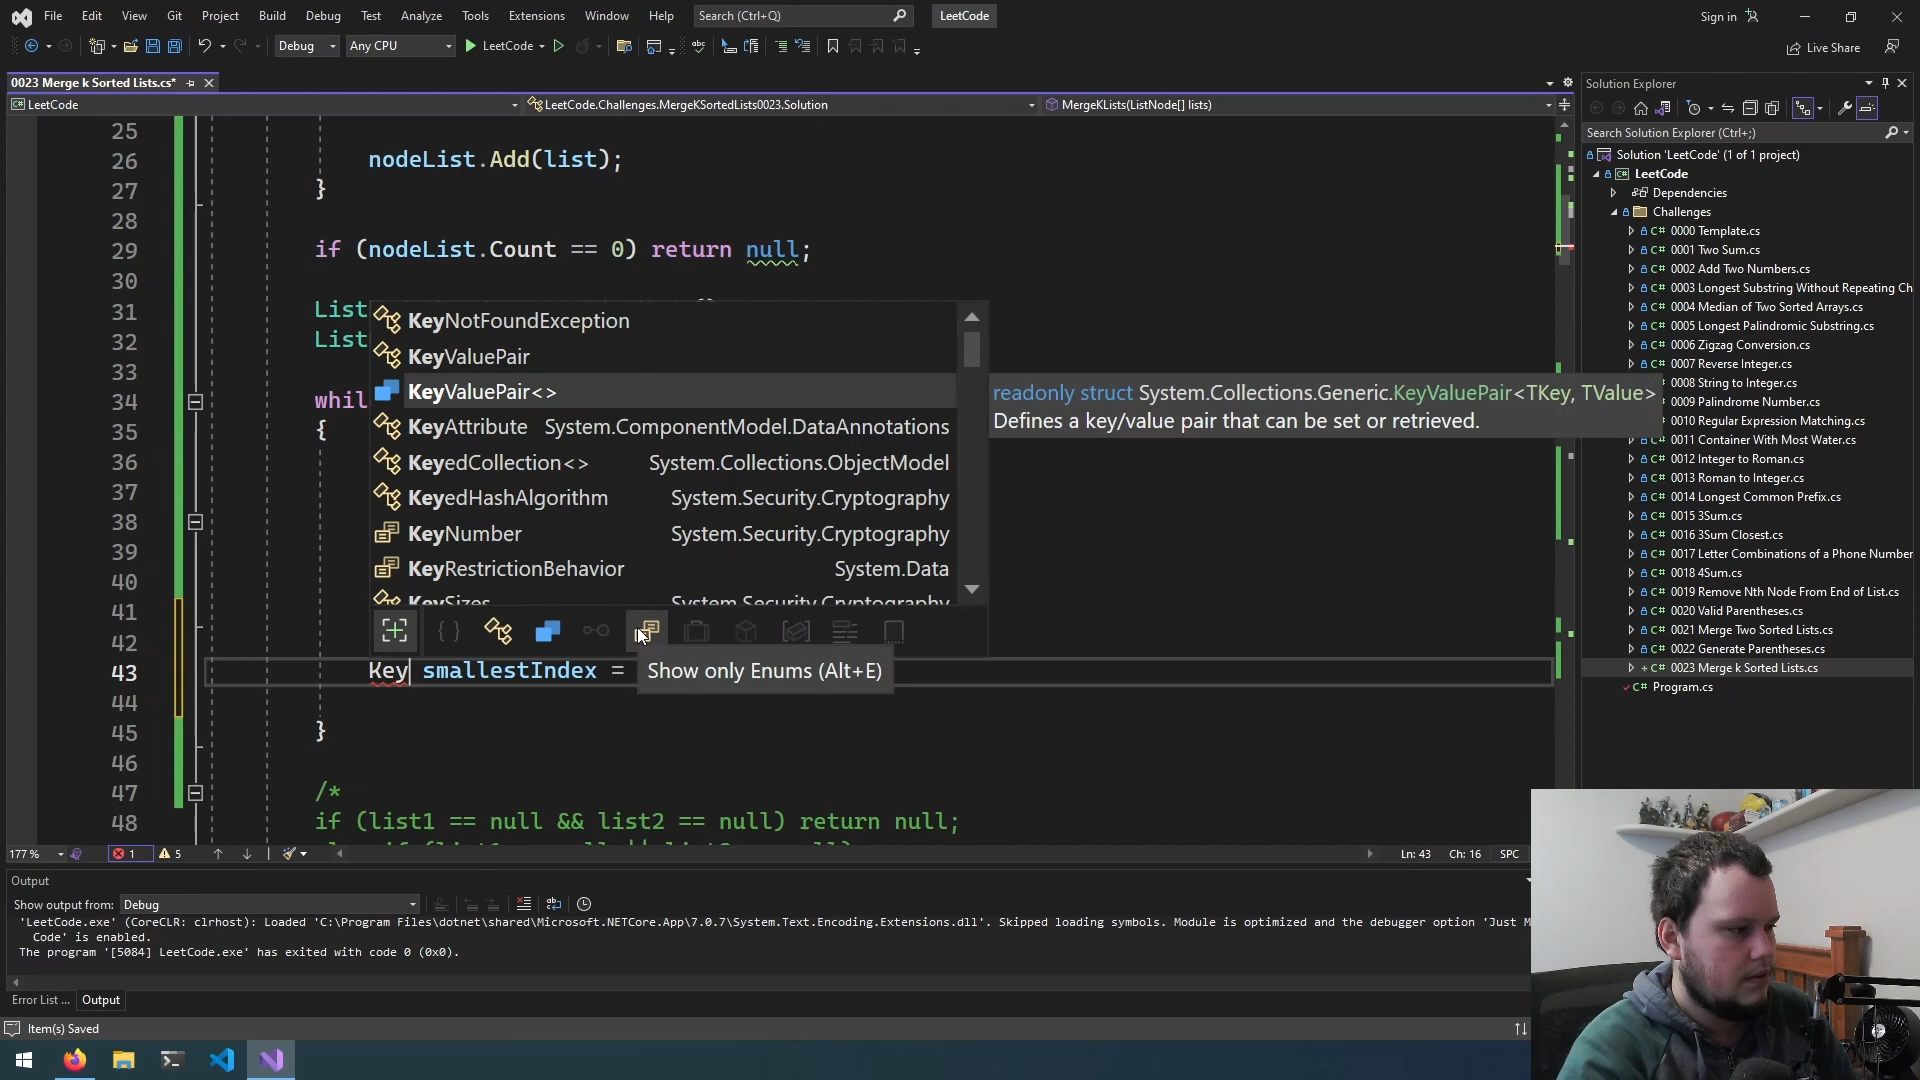 File Edit View Git Project Build Debug Test Analyze Tools Extensions Window Help Search (Ctrl+Q) LeetCode Sign in
Debug Any CPU LeetCode Live Share
0023 Merge k Sorted Lists.cs*
LeetCode LeetCode.Challenges.MergeKSortedLists0023.Solution MergeKLists(ListNode[] lists)
25
26 nodeList.Add(list);
27 }
28
29 if (nodeList.Count == 0) return null;
30
31 List
32 List
33
34 whil
35 {
36
37
38
39
40
41
42
43 Key smallestIndex =
44
45 }
46
47 /*
48 if (list1 == null && list2 == null) return null;
KeyNotFoundException
KeyValuePair
KeyValuePair<>
KeyAttribute System.ComponentModel.DataAnnotations
KeyedCollection<> System.Collections.ObjectModel
KeyedHashAlgorithm System.Security.Cryptography
KeyNumber System.Security.Cryptography
KeyRestrictionBehavior System.Data
KeySizes System.Security.Cryptography
readonly struct System.Collections.Generic.KeyValuePair<TKey, TValue>
Defines a key/value pair that can be set or retrieved.
Show only Enums (Alt+E)
177 % 1 5 Ln: 43 Ch: 16 SPC
Output
Show output from: Debug
'LeetCode.exe' (CoreCLR: clrhost): Loaded 'C:\Program Files\dotnet\shared\Microsoft.NETCore.App\7.0.7\System.Text.Encoding.Extensions.dll'. Skipped loading symbols. Module is optimized and the debugger option 'Just M
Code' is enabled.
The program '[5084] LeetCode.exe' has exited with code 0 (0x0).
Error List ... Output
Item(s) Saved
Solution Explorer
Search Solution Explorer (Ctrl+;)
Solution 'LeetCode' (1 of 1 project)
LeetCode
Dependencies
Challenges
C# 0000 Template.cs
C# 0001 Two Sum.cs
C# 0002 Add Two Numbers.cs
C# 0003 Longest Substring Without Repeating Ch
C# 0004 Median of Two Sorted Arrays.cs
C# 0005 Longest Palindromic Substring.cs
C# 0006 Zigzag Conversion.cs
C# 0007 Reverse Integer.cs
C# 0008 String to Integer.cs
C# 0009 Palindrome Number.cs
C# 0010 Regular Expression Matching.cs
C# 0011 Container With Most Water.cs
C# 0012 Integer to Roman.cs
C# 0013 Roman to Integer.cs
C# 0014 Longest Common Prefix.cs
C# 0015 3Sum.cs
C# 0016 3Sum Closest.cs
C# 0017 Letter Combinations of a Phone Number
C# 0018 4Sum.cs
C# 0019 Remove Nth Node From End of List.cs
C# 0020 Valid Parentheses.cs
C# 0021 Merge Two Sorted Lists.cs
C# 0022 Generate Parentheses.cs
C# 0023 Merge k Sorted Lists.cs
C# Program.cs